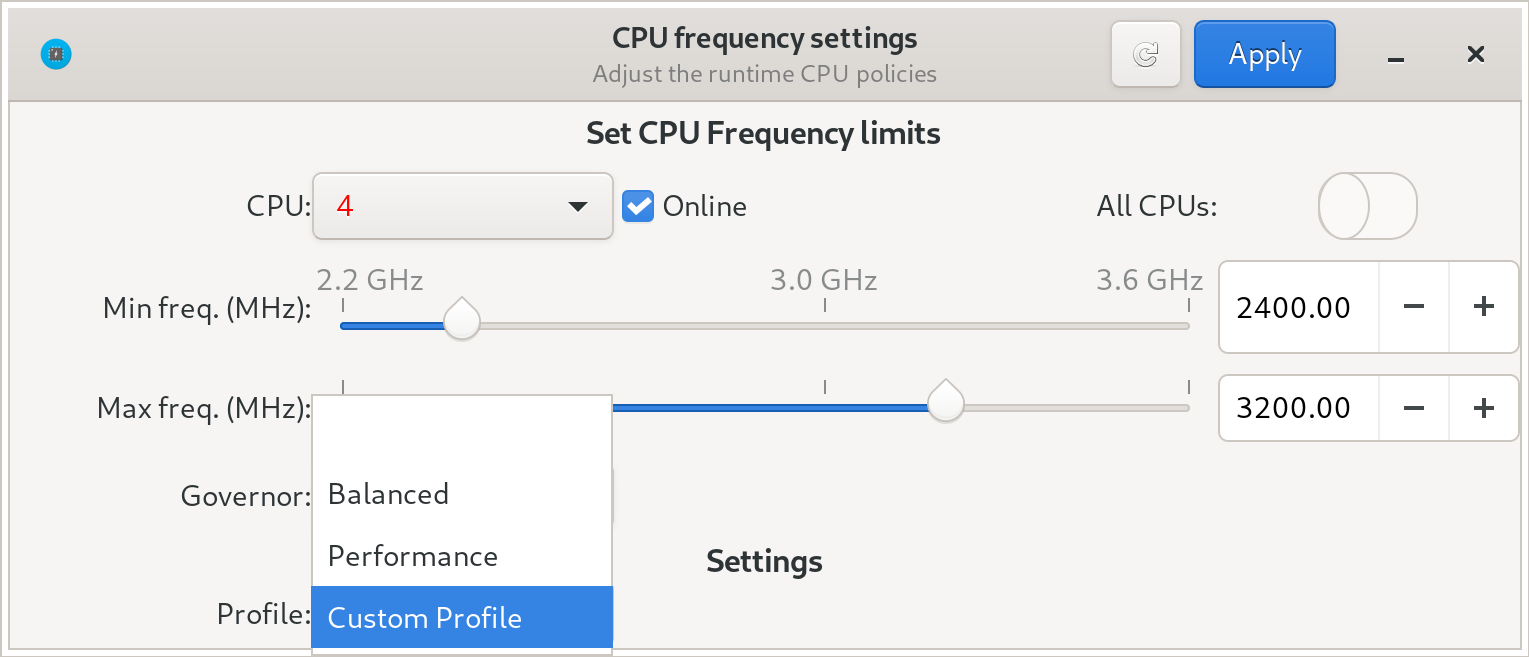 CPU frequency settings
Adjust the runtime CPU policies
Apply
Set CPU Frequency limits
CPU: 4 Online All CPUs:
2.2 GHz 3.0 GHz 3.6 GHz
Min freq. (MHz): 2400.00
Max freq. (MHz): 3200.00
Governor:
Balanced
Performance
Settings
Profile:
Custom Profile